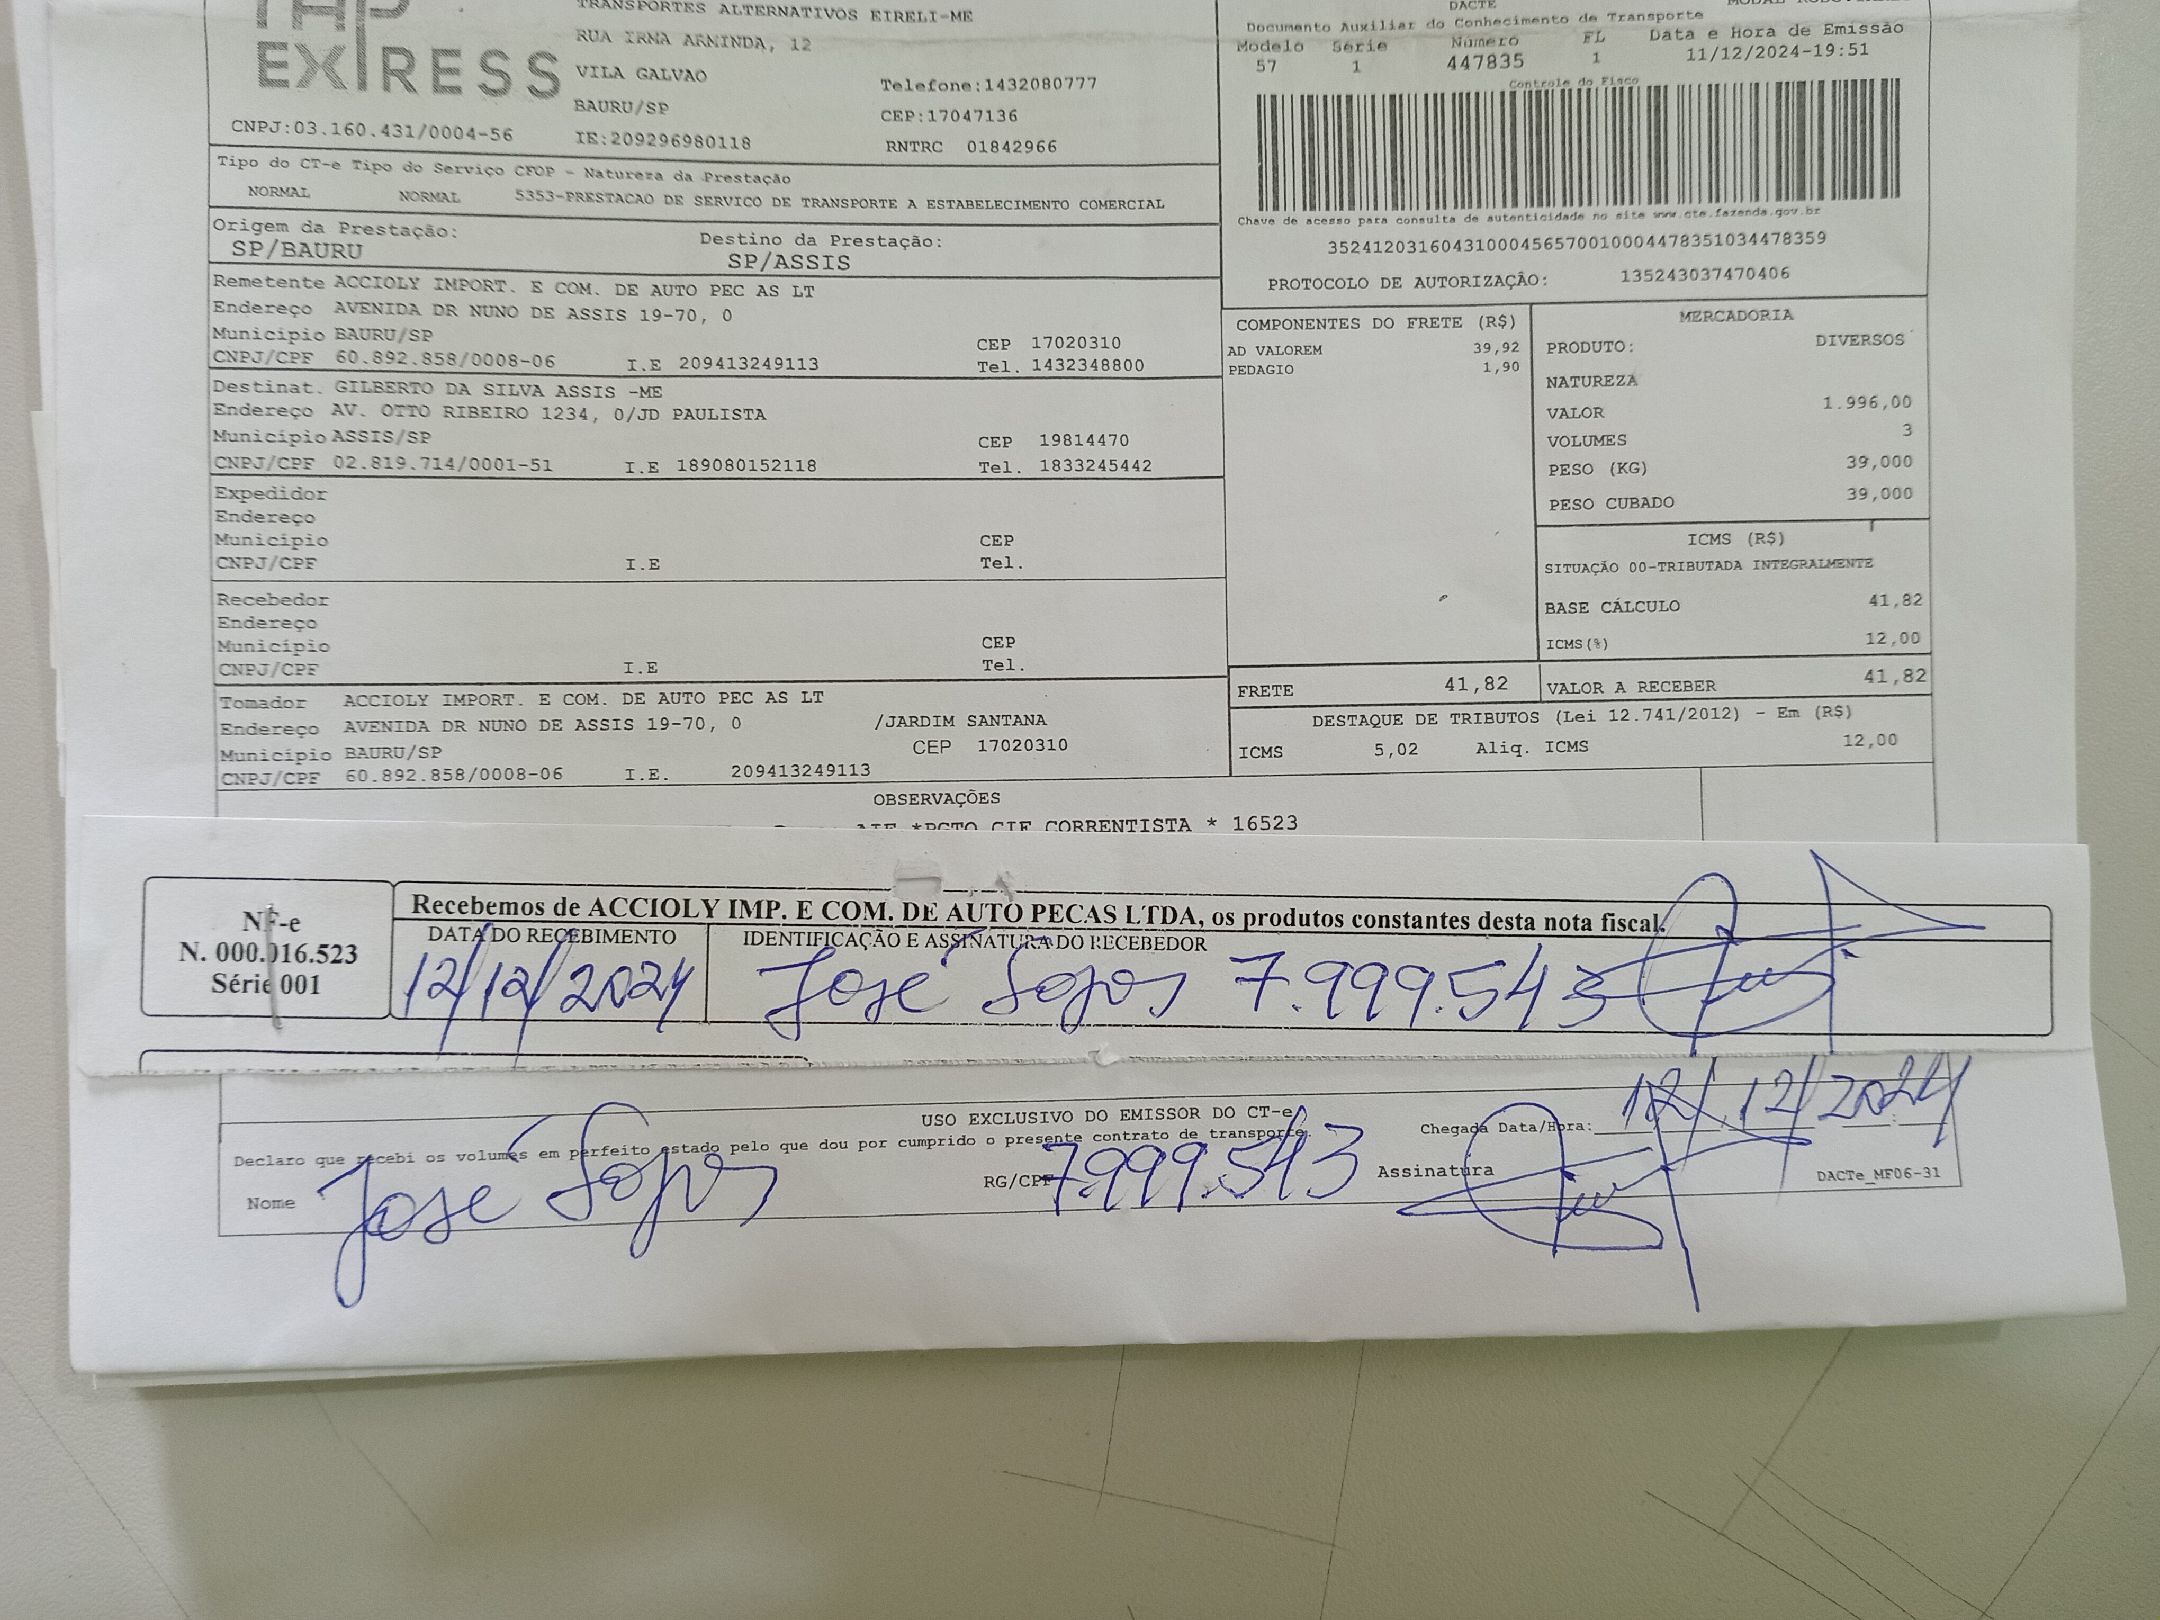 EXPRESS
TRANSPORTES ALTERNATIVOS EIRELI-ME
RUA IRMA ARMINDA, 12
VILA GALVAO
BAURU/SP
IE:209296980118
Telefone:1432080777
CEP:17047136
RNTRC 01842966
CNPJ:03.160.431/0004-56
DACTE
Documento Auxiliar do Conhecimento de Transporte
Modelo Série Número FL Data e Hora de Emissão
57 1 447835 1 11/12/2024-19:51
Controle do Fisco
Chave de acesso para consulta de autenticidade no site www.cte.fazenda.gov.br
35241203160431000456570010004478351034478359
PROTOCOLO DE AUTORIZAÇÃO: 135243037470406
Tipo do CT-e Tipo do Serviço CFOP - Natureza da Prestação
NORMAL NORMAL 5353-PRESTACAO DE SERVICO DE TRANSPORTE A ESTABELECIMENTO COMERCIAL
Origem da Prestação: Destino da Prestação:
SP/BAURU SP/ASSIS
Remetente ACCIOLY IMPORT. E COM. DE AUTO PEC AS LT
Endereço AVENIDA DR NUNO DE ASSIS 19-70, 0
Município BAURU/SP CEP 17020310
CNPJ/CPF 60.892.858/0008-06 I.E 209413249113 Tel. 1432348800
Destinat. GILBERTO DA SILVA ASSIS -ME
Endereço AV. OTTO RIBEIRO 1234, 0/JD PAULISTA
Município ASSIS/SP CEP 19814470
CNPJ/CPF 02.819.714/0001-51 I.E 189080152118 Tel. 1833245442
Expedidor
Endereço
Município CEP
CNPJ/CPF I.E Tel.
Recebedor
Endereço
Município CEP
CNPJ/CPF I.E Tel.
Tomador ACCIOLY IMPORT. E COM. DE AUTO PEC AS LT
Endereço AVENIDA DR NUNO DE ASSIS 19-70, 0 /JARDIM SANTANA
Município BAURU/SP CEP 17020310
CNPJ/CPF 60.892.858/0008-06 I.E. 209413249113
COMPONENTES DO FRETE (R$)
AD VALOREM 39,92
PEDAGIO 1,90
MERCADORIA
PRODUTO: DIVERSOS
NATUREZA
VALOR 1.996,00
VOLUMES 3
PESO (KG) 39,000
PESO CUBADO 39,000
ICMS (R$)
SITUAÇÃO 00-TRIBUTADA INTEGRALMENTE
BASE CÁLCULO 41,82
ICMS(%) 12,00
FRETE 41,82 VALOR A RECEBER 41,82
DESTAQUE DE TRIBUTOS (Lei 12.741/2012) - Em (R$)
ICMS 5,02 Aliq. ICMS 12,00
OBSERVAÇÕES
*PGTO CIF CORRENTISTA * 16523
NF-e
N. 000.016.523
Série 001
Recebemos de ACCIOLY IMP. E COM. DE AUTO PECAS LTDA, os produtos constantes desta nota fiscal.
DATA DO RECEBIMENTO IDENTIFICAÇÃO E ASSINATURA DO RECEBEDOR
12/12/2024 José 7.999.543
USO EXCLUSIVO DO EMISSOR DO CT-e
Declaro que recebi os volumes em perfeito estado pelo que dou por cumprido o presente contrato de transporte.
Chegada Data/Hora: 12/12/2024
Nome José RG/CPF 7.999.543 Assinatura
DACTe_MF06-31